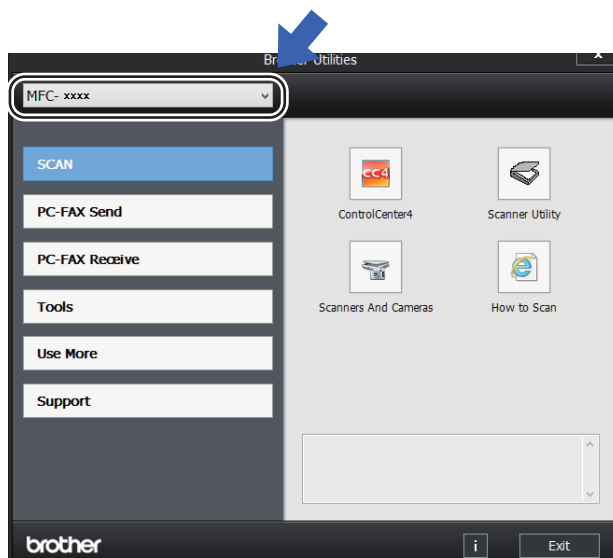 Brother Utilities
x
MFC- xxxx
SCAN
PC-FAX Send
PC-FAX Receive
Tools
Use More
Support
CC4
ControlCenter4
Scanner Utility
Scanners And Cameras
How to Scan
brother
i
Exit